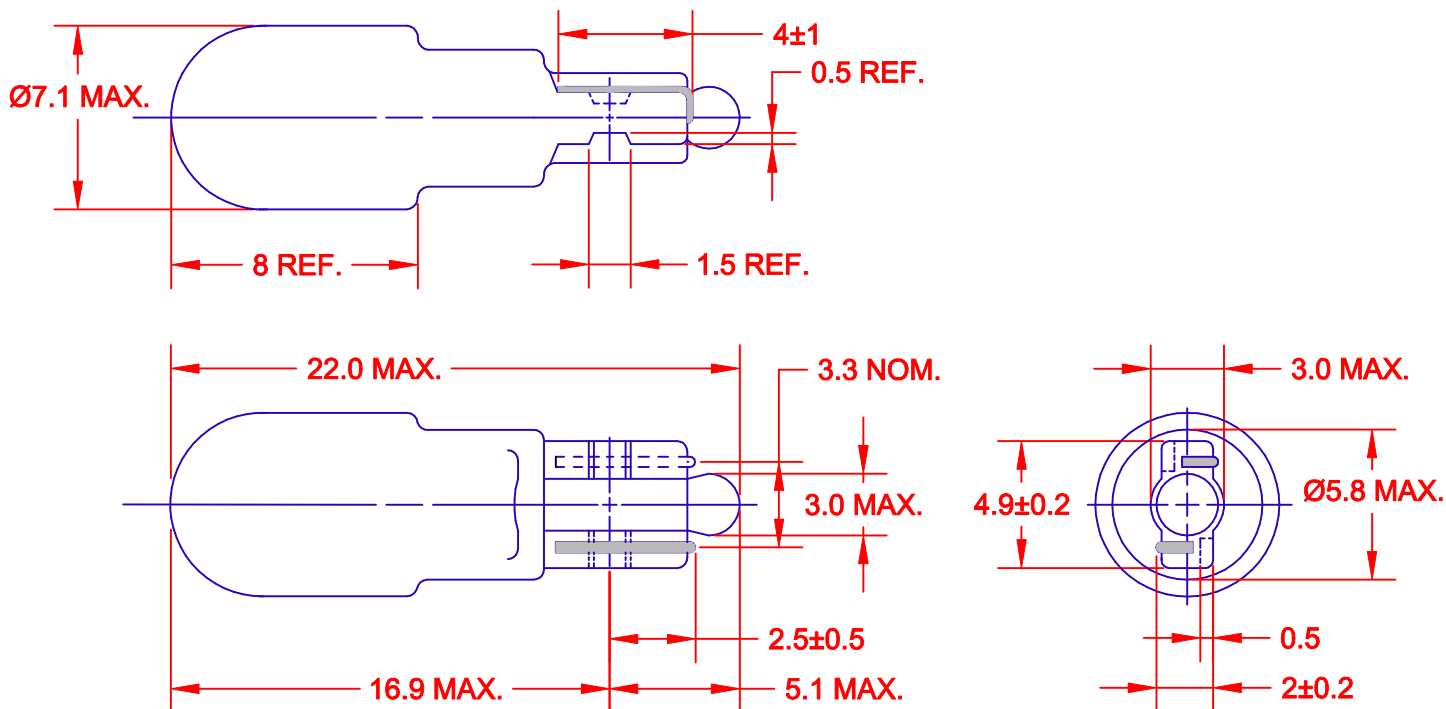 4±1
0.5 REF.
Ø7.1 MAX.
8 REF.
1.5 REF.
22.0 MAX.
3.3 NOM.
3.0 MAX.
3.0 MAX.
4.9±0.2
Ø5.8 MAX.
2.5±0.5
0.5
16.9 MAX.
5.1 MAX.
2±0.2